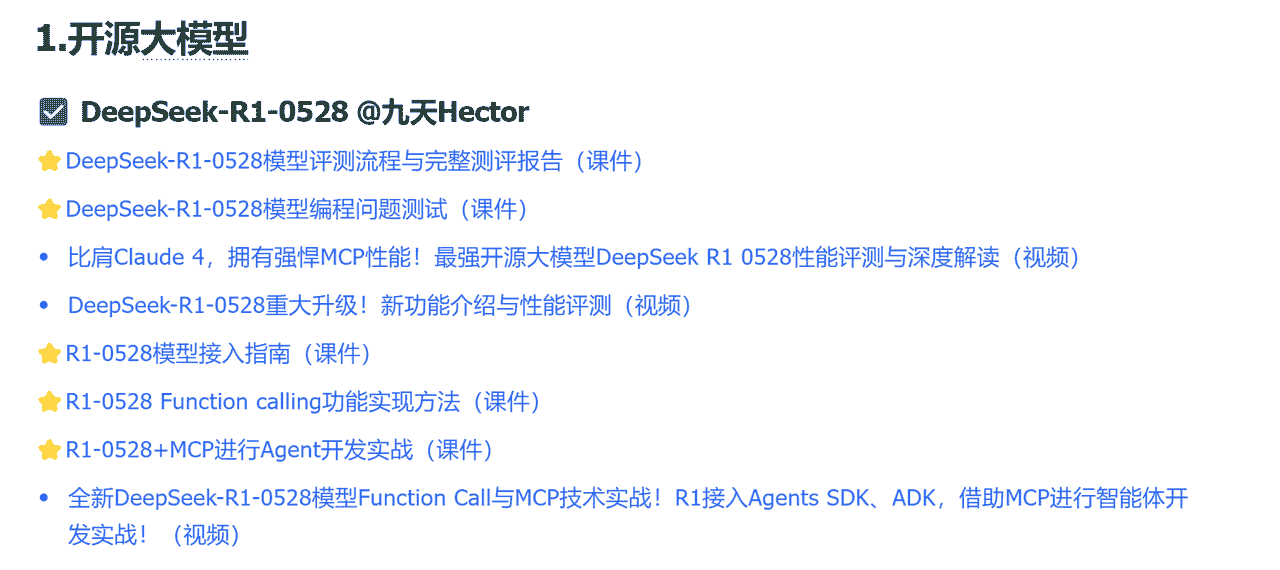 1.开源大模型
DeepSeek-R1-0528 @九天Hector
DeepSeek-R1-0528模型评测流程与完整测评报告（课件）
DeepSeek-R1-0528模型编程问题测试（课件）
比肩Claude 4，拥有强悍MCP性能！最强开源大模型DeepSeek R1 0528性能评测与深度解读（视频）
DeepSeek-R1-0528重大升级！新功能介绍与性能评测（视频）
R1-0528模型接入指南（课件）
R1-0528 Function calling功能实现方法（课件）
R1-0528+MCP进行Agent开发实战（课件）
全新DeepSeek-R1-0528模型Function Call与MCP技术实战！R1接入Agents SDK、ADK，借助MCP进行智能体开
发实战！（视频）